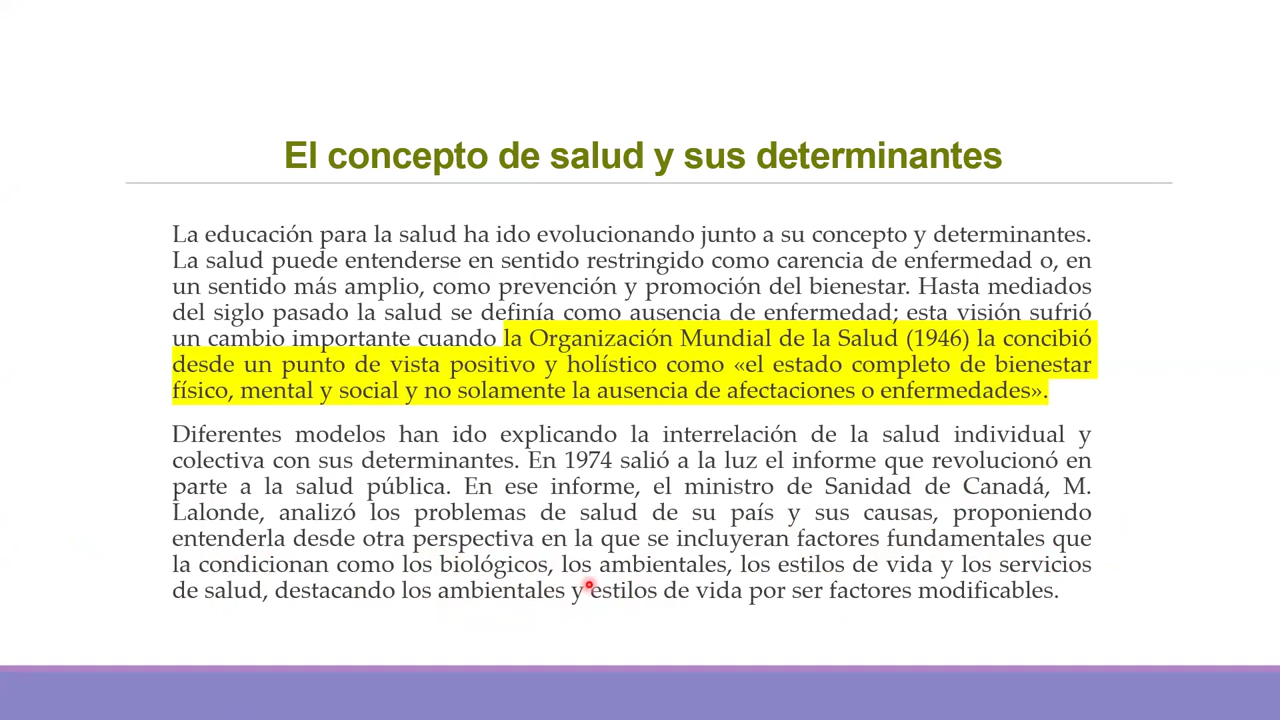 El concepto de salud y sus determinantes
La educación para la salud ha ido evolucionando junto a su concepto y determinantes.
La salud puede entenderse en sentido restringido como carencia de enfermedad o, en
un sentido más amplio, como prevención y promoción del bienestar. Hasta mediados
del siglo pasado la salud se definía como ausencia de enfermedad; esta visión sufrió
un cambio importante cuando la Organización Mundial de la Salud (1946) la concibió
desde un punto de vista positivo y holístico como «el estado completo de bienestar
físico, mental y social y no solamente la ausencia de afectaciones o enfermedades».
Diferentes modelos han ido explicando la interrelación de la salud individual y
colectiva con sus determinantes. En 1974 salió a la luz el informe que revolucionó en
parte a la salud pública. En ese informe, el ministro de Sanidad de Canadá, M.
Lalonde, analizó los problemas de salud de su país y sus causas, proponiendo
entenderla desde otra perspectiva en la que se incluyeran factores fundamentales que
la condicionan como los biológicos, los ambientales, los estilos de vida y los servicios
de salud, destacando los ambientales y estilos de vida por ser factores modificables.